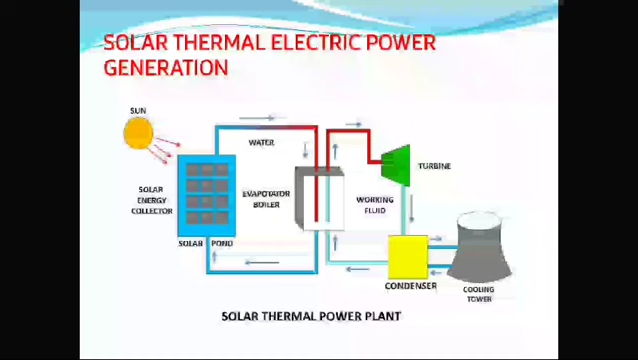 SOLAR THERMAL ELECTRIC POWER
GENERATION
SUN
WATER
TURBINE
SOLAR
ENERGY
COLLECTOR
EVAPOTATOR
BOILER
WORKING
FLUID
SOLAR POND
CONDENSER
COOLING
TOWER
SOLAR THERMAL POWER PLANT